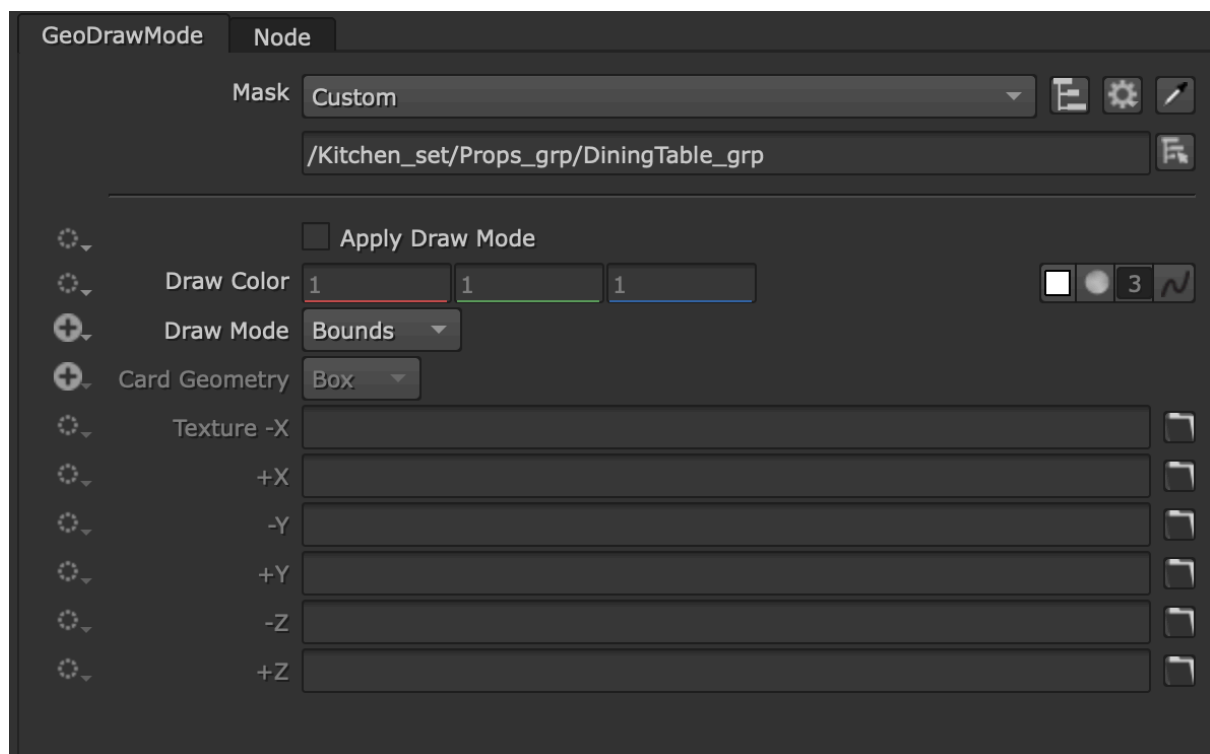 GeoDrawMode Node
Mask Custom
/Kitchen_set/Props_grp/DiningTable_grp
Apply Draw Mode
Draw Color 1 1 1 3
Draw Mode Bounds
Card Geometry Box
Texture -X
+X
-Y
+Y
-Z
+Z